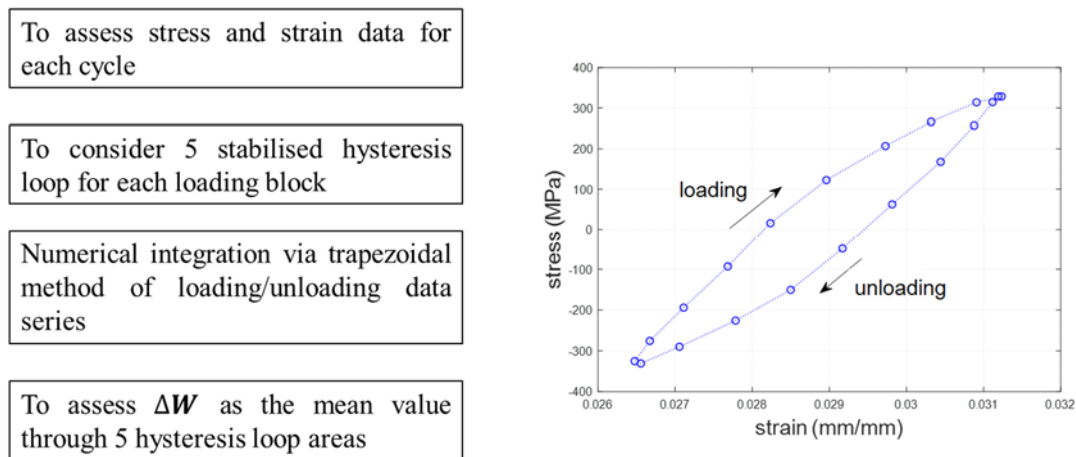 To assess stress and strain data for
each cycle
To consider 5 stabilised hysteresis
loop for each loading block
Numerical integration via trapezoidal
method of loading/unloading data
series
To assess ΔW as the mean value
through 5 hysteresis loop areas
400
300
200
100
0
-100
-200
-300
-400
stress (MPa)
loading
unloading
0.026
0.027
0.028
0.029
0.03
0.031
0.032
strain (mm/mm)